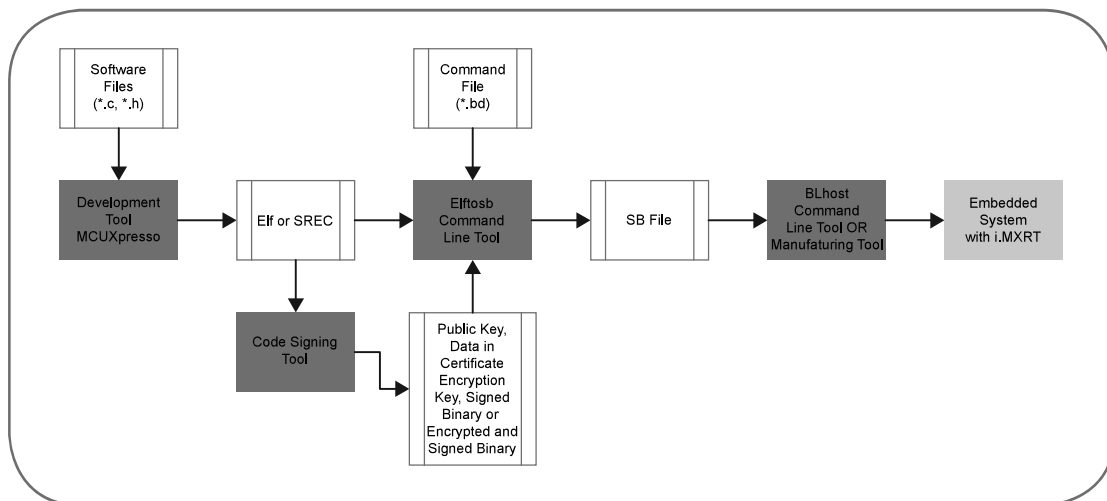 Software
Files
(*.c, *.h)
Command
File
(*.bd)
Development
Tool
MCUXpresso
Elf or SREC
Elftosb
Command
Line Tool
SB File
BLhost
Command
Line Tool OR
Manufaturing Tool
Embedded
System
with i.MXRT
Code Signing
Tool
Public Key,
Data in
Certificate
Encryption
Key, Signed
Binary or
Encrypted and
Signed Binary